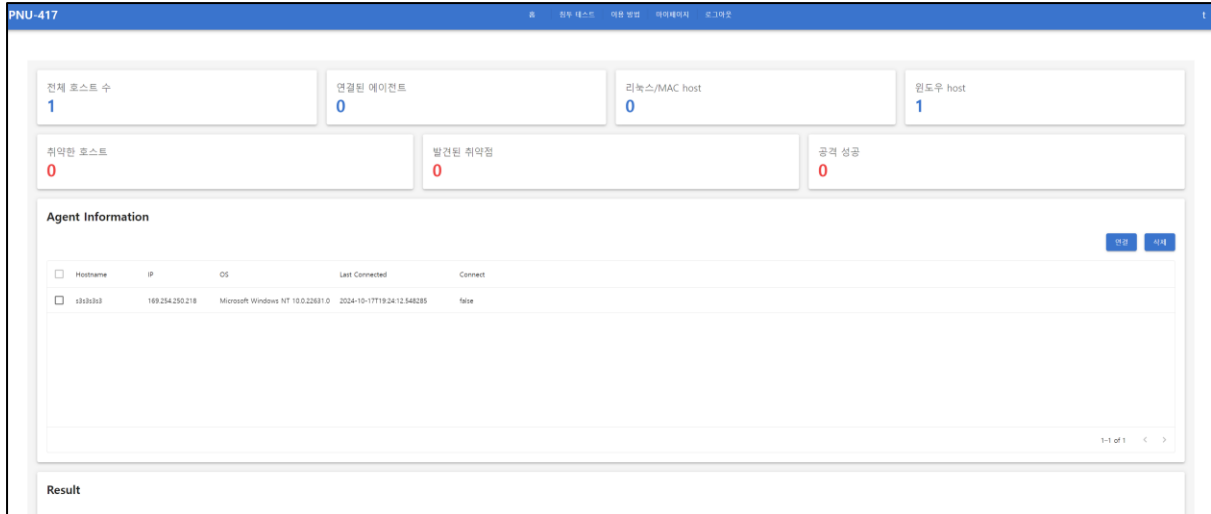 PNU-417 홈 침투 테스트 이용 방법 마이페이지 로그아웃 t
전체 호스트 수 연결된 에이전트 리눅스/MAC host 윈도우 host
1 0 0 1
취약한 호스트 발견된 취약점 공격 성공
0 0 0
Agent Information
연결 삭제
Hostname IP OS Last Connected Connect
s3s3s3s3 169.254.250.218 Microsoft Windows NT 10.0.22631.0 2024-10-17T19:24:12.548285 false
1–1 of 1
Result